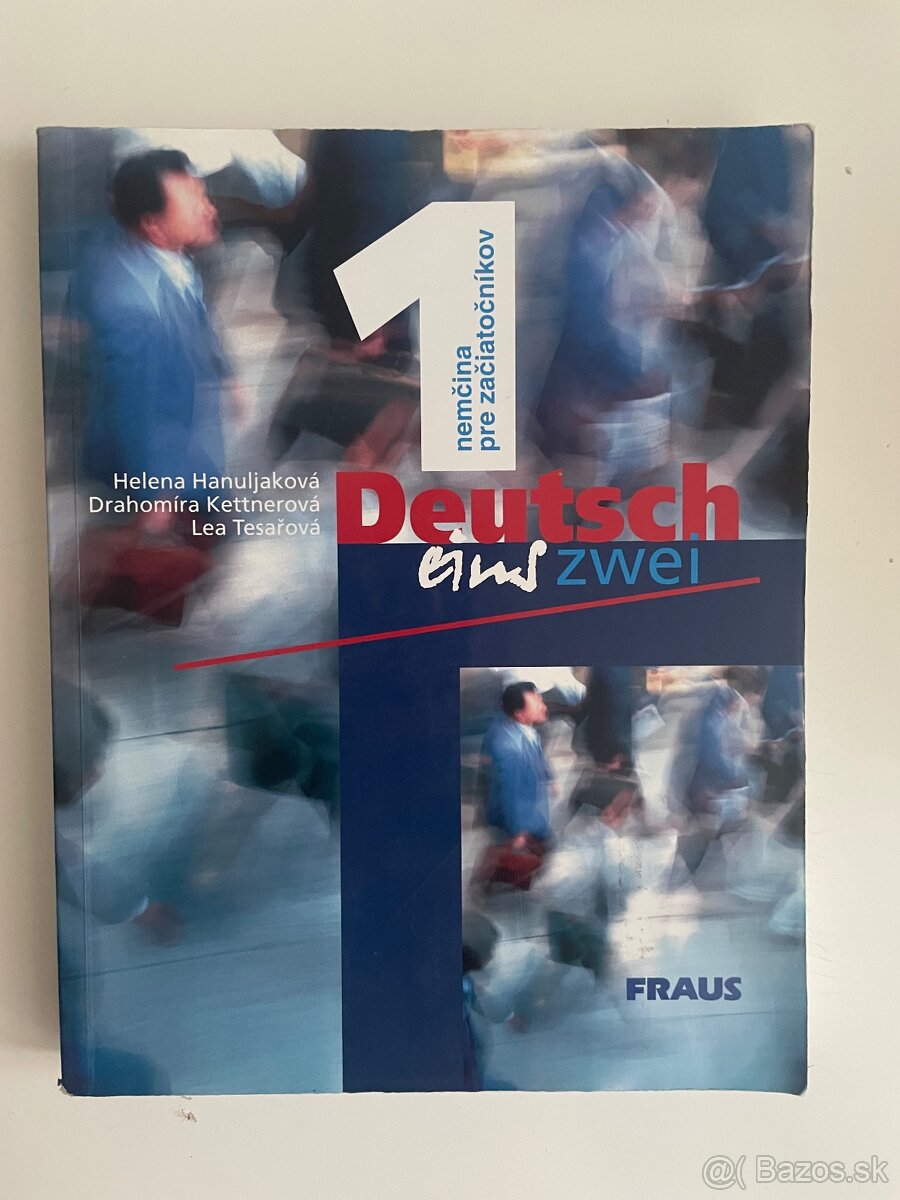 1
nemčina
pre začiatočníkov
Helena Hanuljaková
Drahomíra Kettnerová
Lea Tesařová
Deutsch
eins zwei
FRAUS
@( Bazos.sk